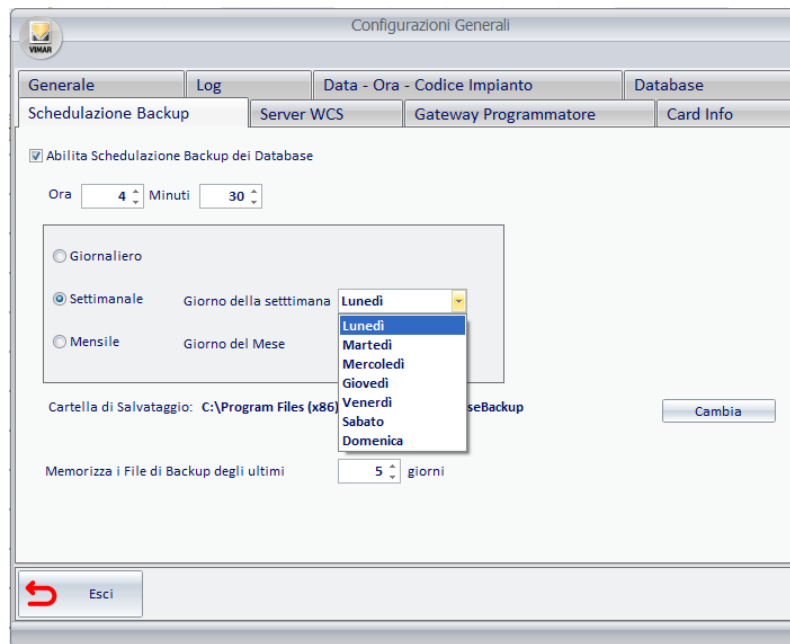 Configurazioni Generali
VIMAR
Generale Log Data - Ora - Codice Impianto Database
Schedulazione Backup Server WCS Gateway Programmatore Card Info
Abilita Schedulazione Backup dei Database
Ora 4 Minuti 30
Giornaliero
Settimanale Giorno della setttimana Lunedì
Lunedì
Mensile Giorno del Mese
Martedì
Mercoledì
Giovedì
Venerdì
Cartella di Salvataggio: C:\Program Files (x86) seBackup Cambia
Sabato
Domenica
Memorizza i File di Backup degli ultimi 5 giorni
Esci